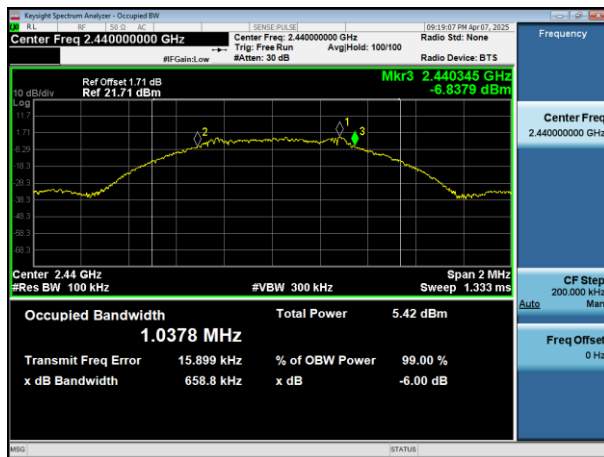 Keysight Spectrum Analyzer - Occupied BW
RL RF 50 Ω AC SENSE:PULSE 09:19:07 PM Apr 07, 2025
Center Freq 2.440000000 GHz Center Freq: 2.440000000 GHz Radio Std: None
Trig: Free Run Avg|Hold: 100/100
#IFGain:Low #Atten: 30 dB Radio Device: BTS
Frequency
Mkr3 2.440345 GHz
-6.8379 dBm
Ref Offset 1.71 dB
10 dB/div Ref 21.71 dBm
Log
11.7
1.71
-8.29
-18.3
-28.3
-38.3
-48.3
-58.3
-68.3
2
1
3
Center Freq
2.440000000 GHz
Center 2.44 GHz Span 2 MHz
#Res BW 100 kHz #VBW 300 kHz Sweep 1.333 ms
CF Step
200.000 kHz
Auto Man
Occupied Bandwidth Total Power 5.42 dBm
1.0378 MHz
Freq Offset
0 Hz
Transmit Freq Error 15.899 kHz % of OBW Power 99.00 %
x dB Bandwidth 658.8 kHz x dB -6.00 dB
MSG STATUS